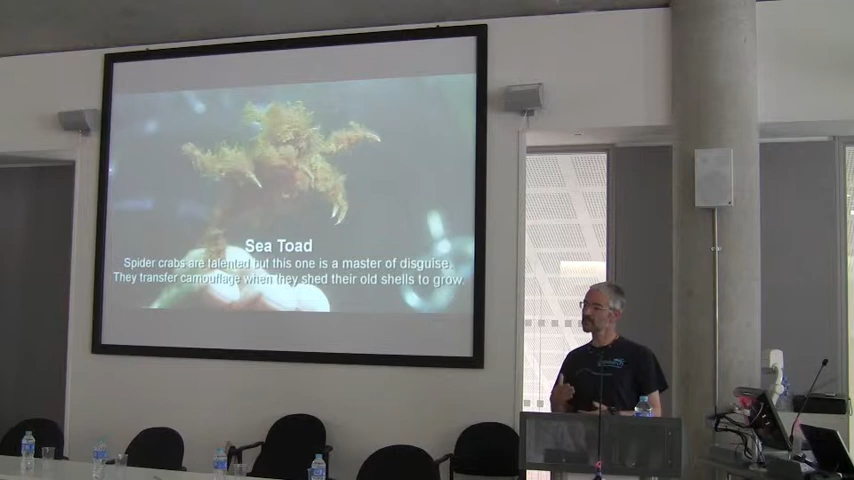 Sea Toad
Spider crabs are talented but this one is a master of disguise.
They transfer camouflage when they shed their old shells to grow.